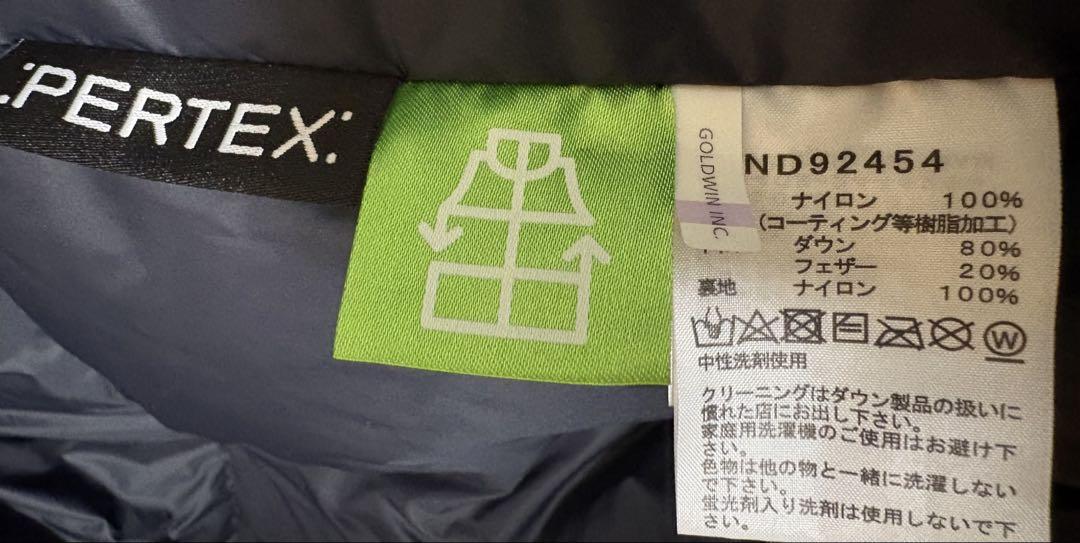 :PERTEX:
GOLDWIN INC.
ND92454
ナイロン 100%
(コーティング等樹脂加工)
ダウン 80%
フェザー 20%
裏地 ナイロン 100%
W
中性洗剤使用
クリーニングはダウン製品の扱いに
慣れた店にお出し下さい。
家庭用洗濯機のご使用はお避け下
さい。
色物は他の物と一緒に洗濯しない
で下さい。
蛍光剤入り洗剤は使用しないで下
さい。